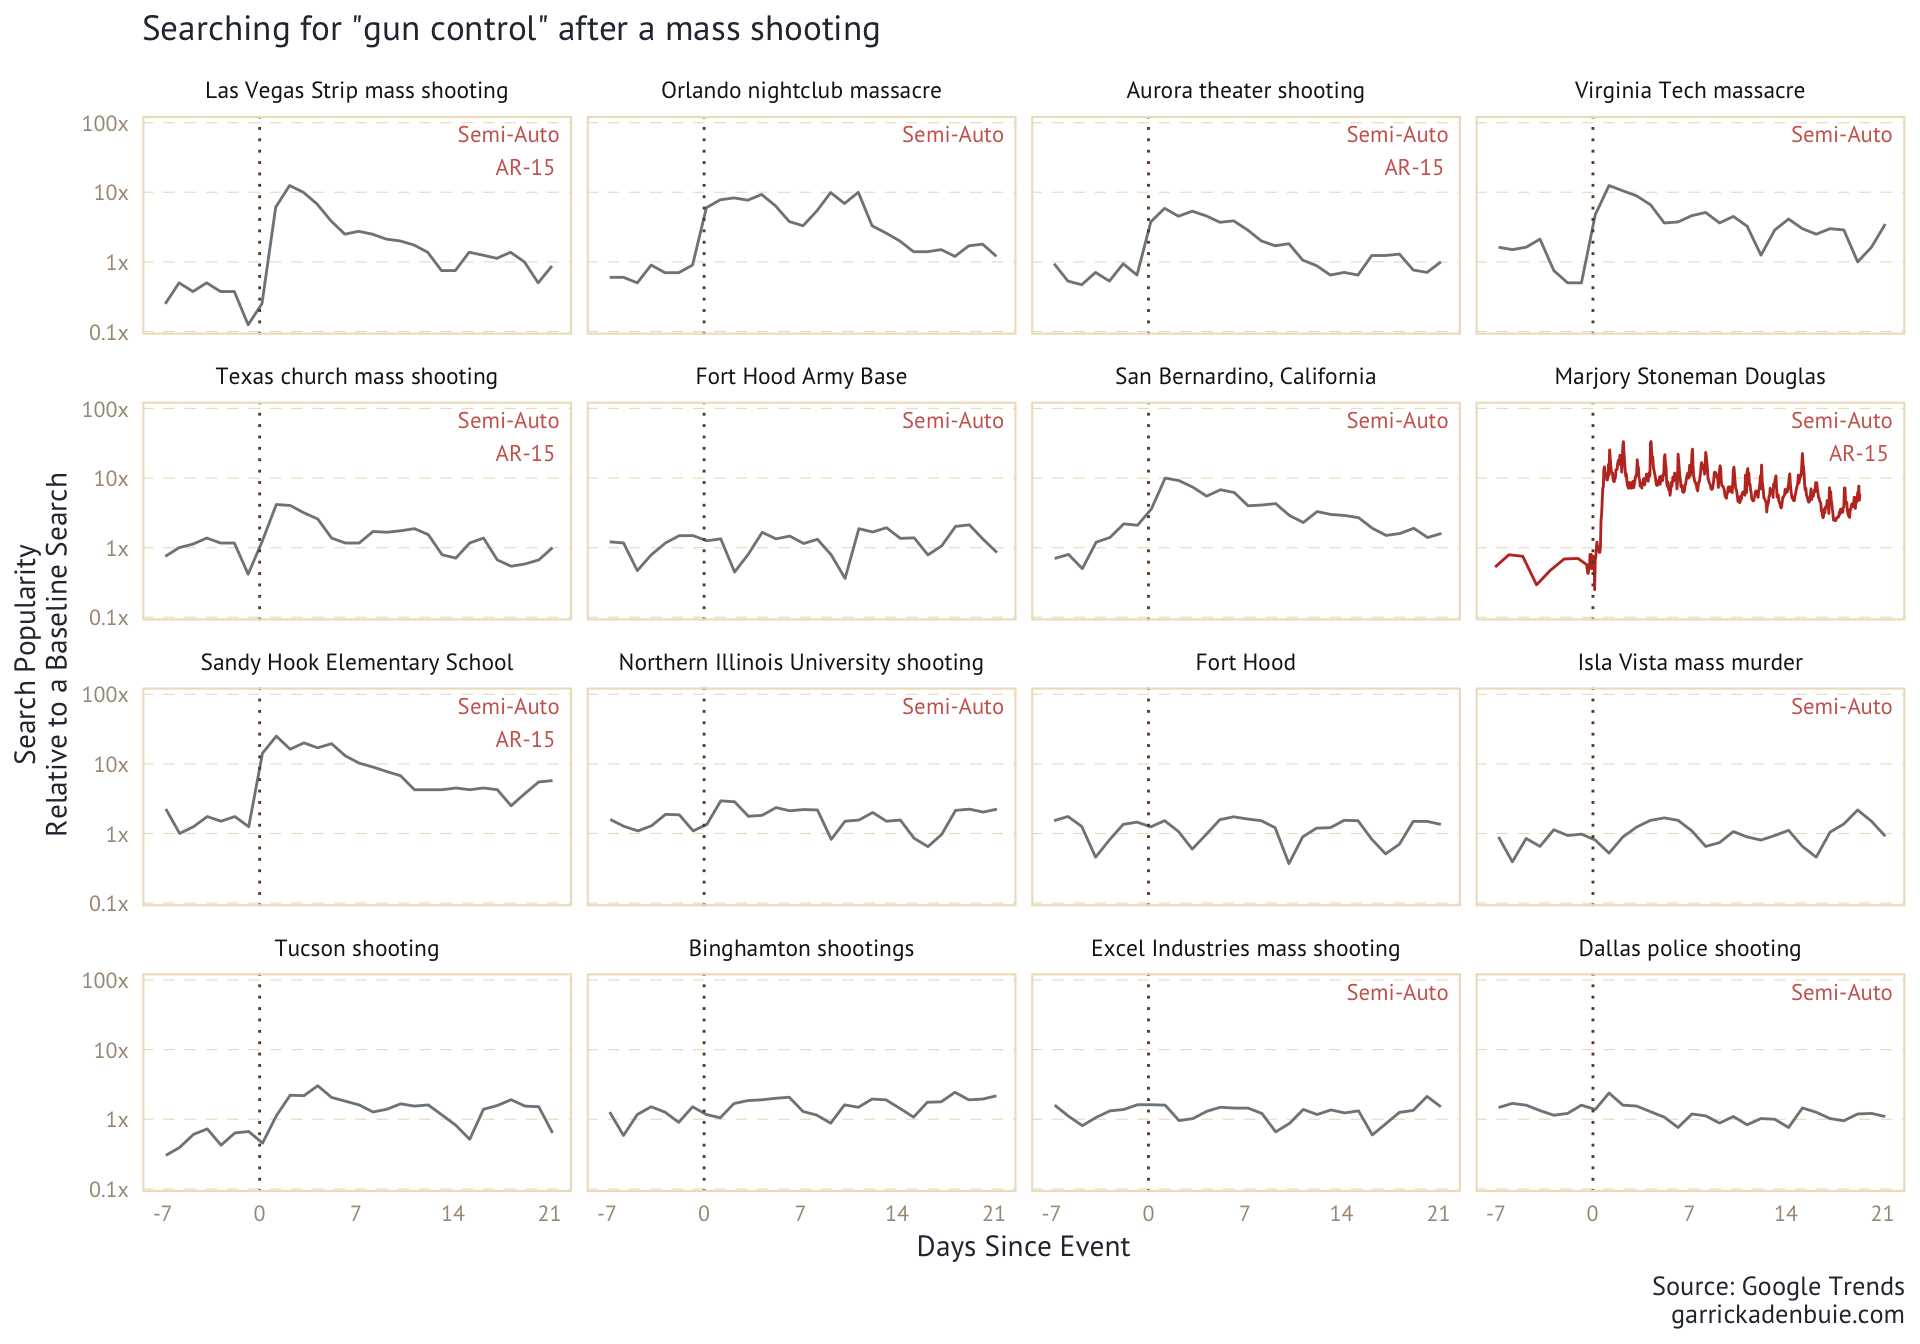 Searching for "gun control" after a mass shooting
Search Popularity
Relative to a Baseline Search
Las Vegas Strip mass shooting
Orlando nightclub massacre
Aurora theater shooting
Virginia Tech massacre
100x
10x
1x
0.1x
Semi-Auto
AR-15
Semi-Auto
Semi-Auto
AR-15
Semi-Auto
Texas church mass shooting
Fort Hood Army Base
San Bernardino, California
Marjory Stoneman Douglas
100x
10x
1x
0.1x
Semi-Auto
AR-15
Semi-Auto
Semi-Auto
Semi-Auto
AR-15
Sandy Hook Elementary School
Northern Illinois University shooting
Fort Hood
Isla Vista mass murder
100x
10x
1x
0.1x
Semi-Auto
AR-15
Semi-Auto
Semi-Auto
Tucson shooting
Binghamton shootings
Excel Industries mass shooting
Dallas police shooting
100x
10x
1x
0.1x
Semi-Auto
Semi-Auto
-7 0 7 14 21
-7 0 7 14 21
-7 0 7 14 21
-7 0 7 14 21
Days Since Event
Source: Google Trends
garrickadenbuie.com